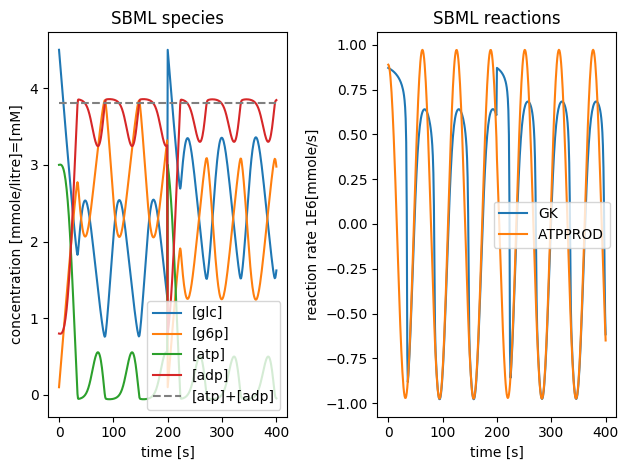 SBML species
concentration [mmole/litre]=[mM]
4
3
2
1
0
[glc]
[g6p]
[atp]
[adp]
[atp]+[adp]
0 100 200 300 400
time [s]
SBML reactions
reaction rate 1E6[mmole/s]
1.00
0.75
0.50
0.25
0.00
−0.25
−0.50
−0.75
−1.00
GK
ATPPROD
0 100 200 300 400
time [s]